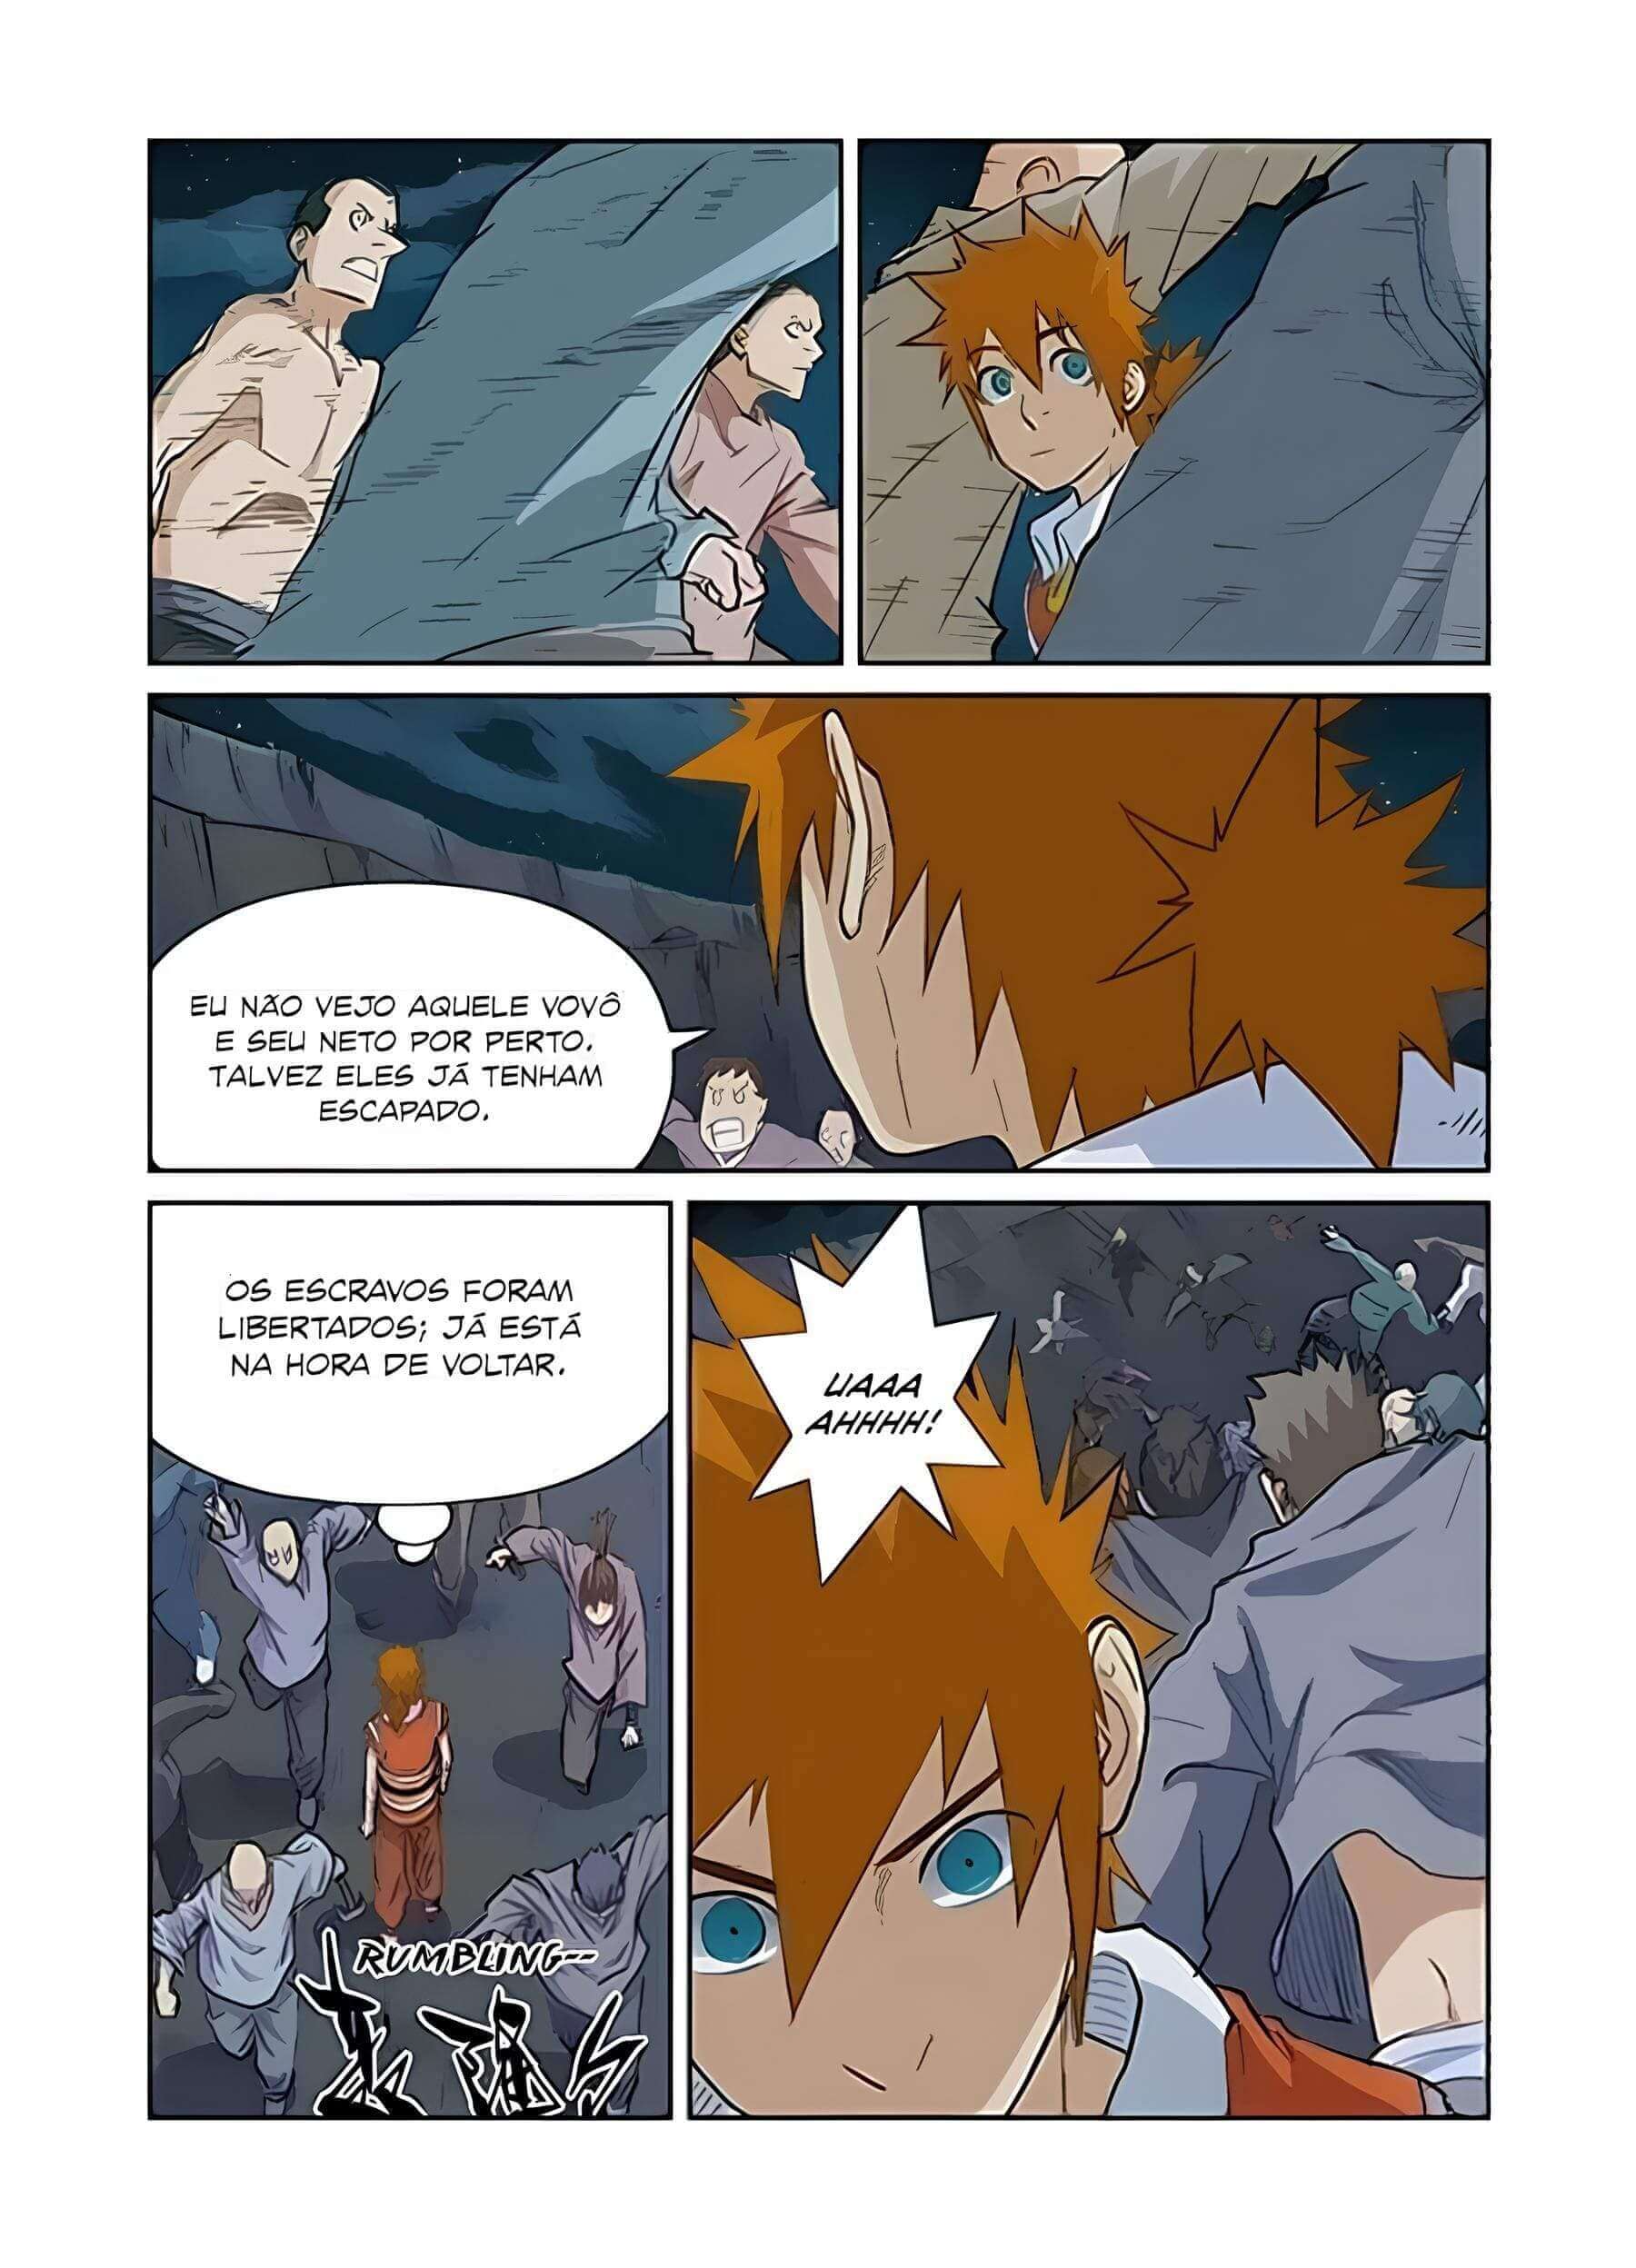 EU NÃO VEJO AQUELE VOVÔ
E SEU NETO POR PERTO.
TALVEZ ELES JÁ TENHAM
ESCAPADO.
OS ESCRAVOS FORAM
LIBERTADOS; JÁ ESTÁ
NA HORA DE VOLTAR.
UAAA
AHHHH!
RUMBLING--